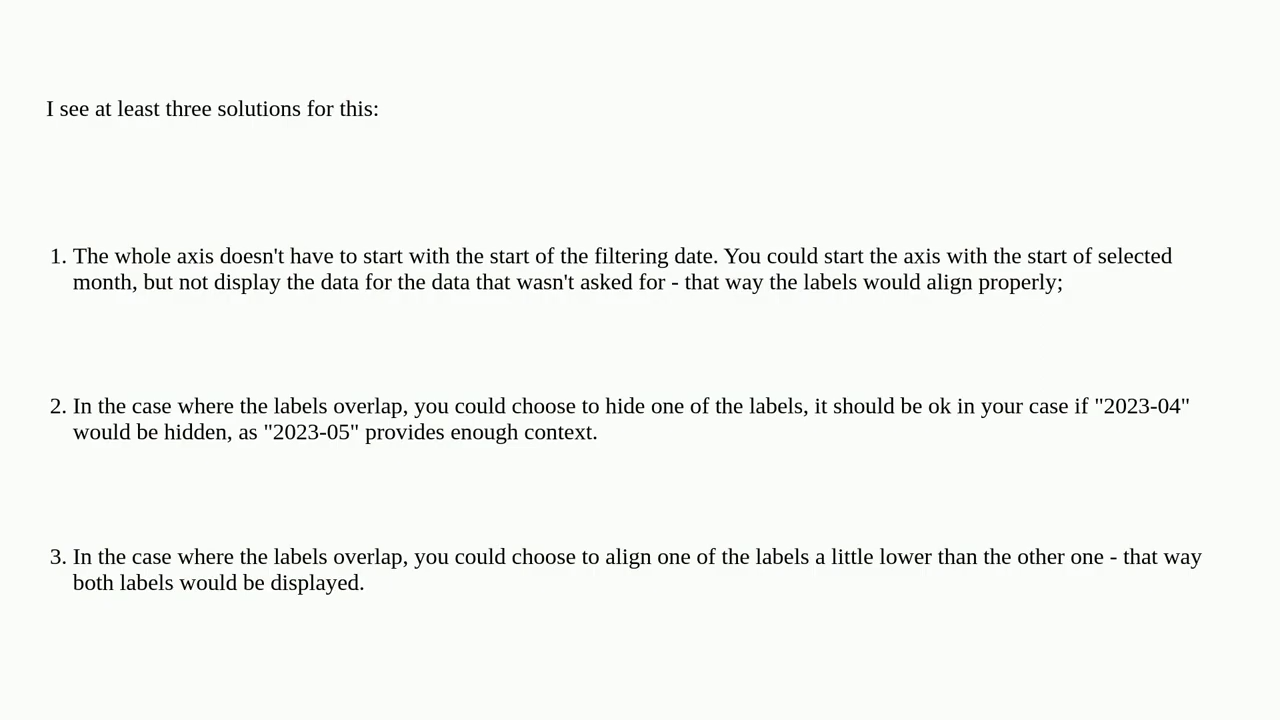 I see at least three solutions for this:
1. The whole axis doesn't have to start with the start of the filtering date. You could start the axis with the start of selected
month, but not display the data for the data that wasn't asked for - that way the labels would align properly;
2. In the case where the labels overlap, you could choose to hide one of the labels, it should be ok in your case if "2023-04"
would be hidden, as "2023-05" provides enough context.
3. In the case where the labels overlap, you could choose to align one of the labels a little lower than the other one - that way
both labels would be displayed.